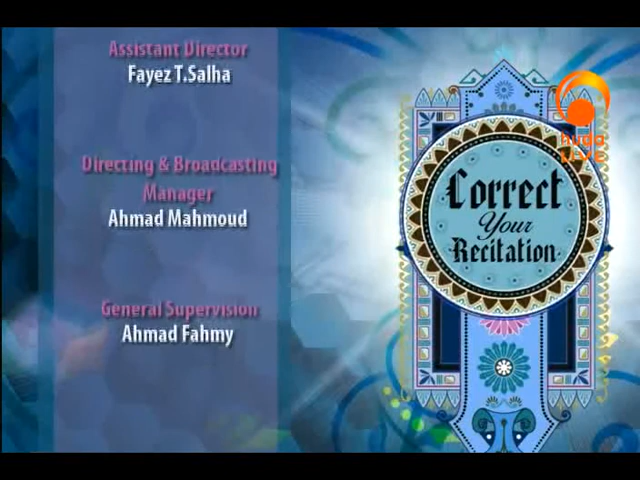 Assistant Director
Fayez T.Salha
Directing & Broadcasting
Manager
Ahmad Mahmoud
General Supervision
Ahmad Fahmy
huda
LIVE
Correct
Your
Recitation